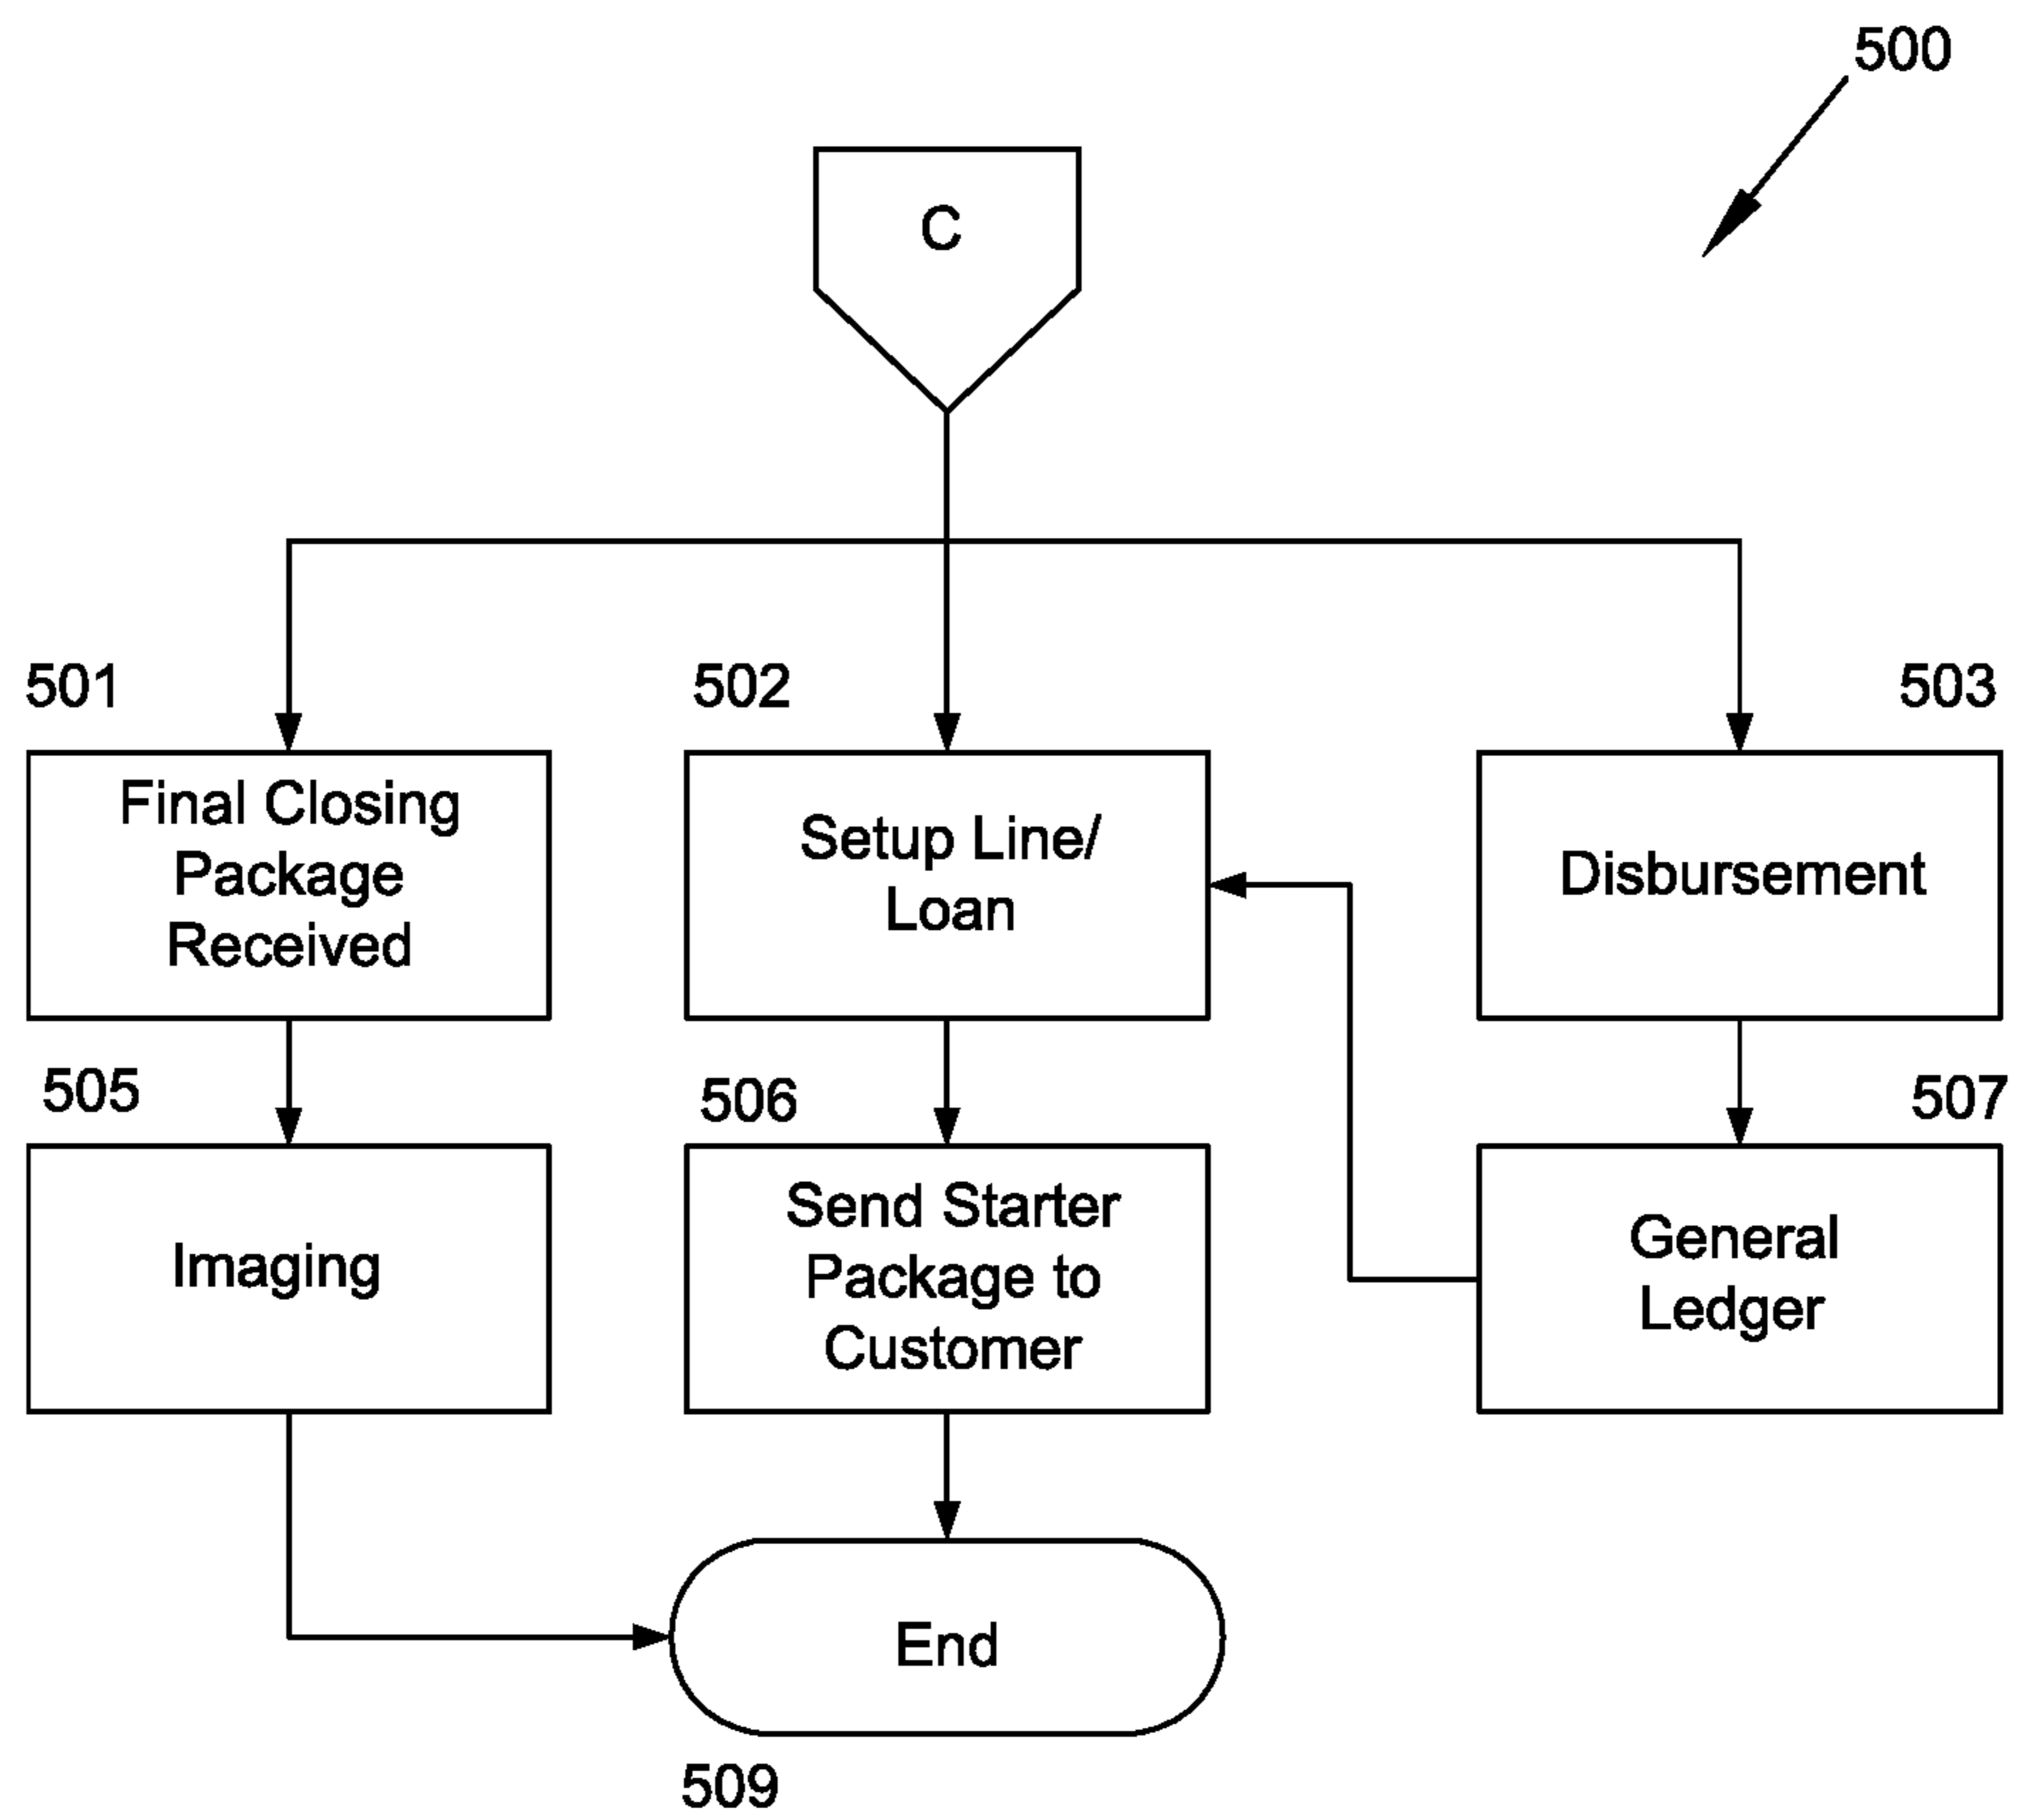 500
C
501
502
503
Final Closing
Package
Received
Setup Line/
Loan
Disbursement
505
506
507
Imaging
Send Starter
Package to
Customer
General
Ledger
End
509